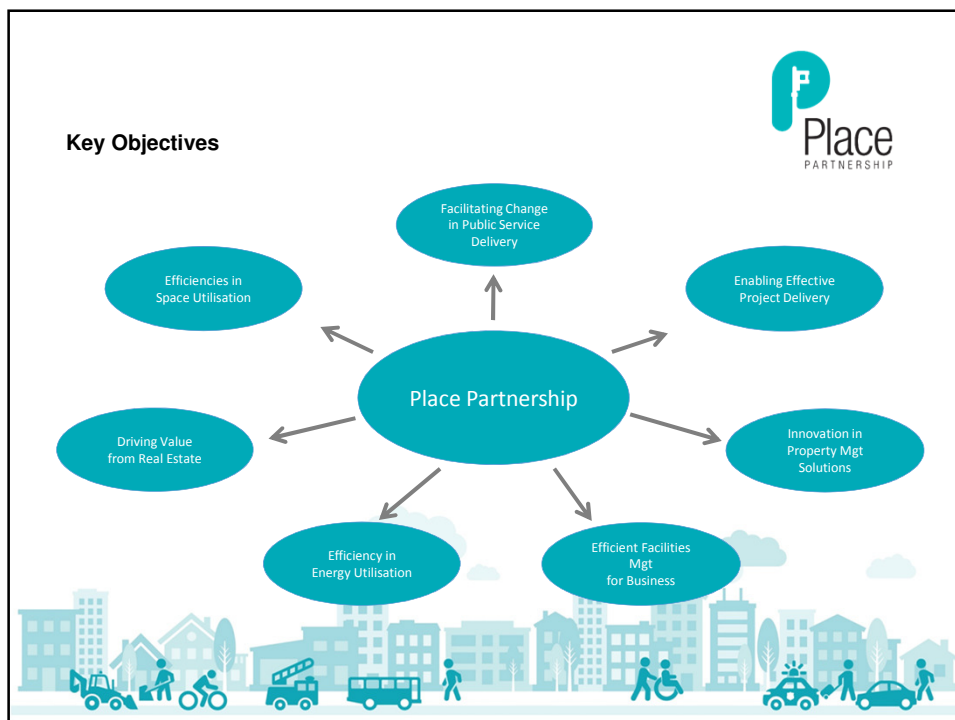 Place
PARTNERSHIP
Key Objectives
Facilitating Change
in Public Service
Delivery
Efficiencies in
Space Utilisation
Enabling Effective
Project Delivery
Place Partnership
Driving Value
from Real Estate
Innovation in
Property Mgt
Solutions
Efficiency in
Energy Utilisation
Efficient Facilities
Mgt
for Business